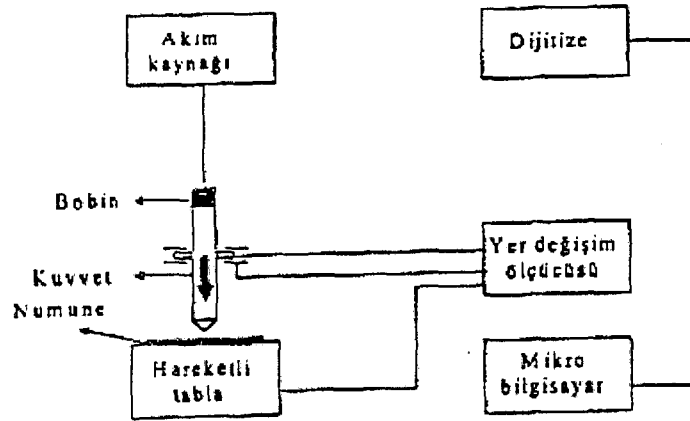 Akım
kaynağı
Dijitize
Bobin
Yer değişim
ölçücüsü
Kuvvet
Numune
Hareketli
tabla
Mikro
bilgisayar